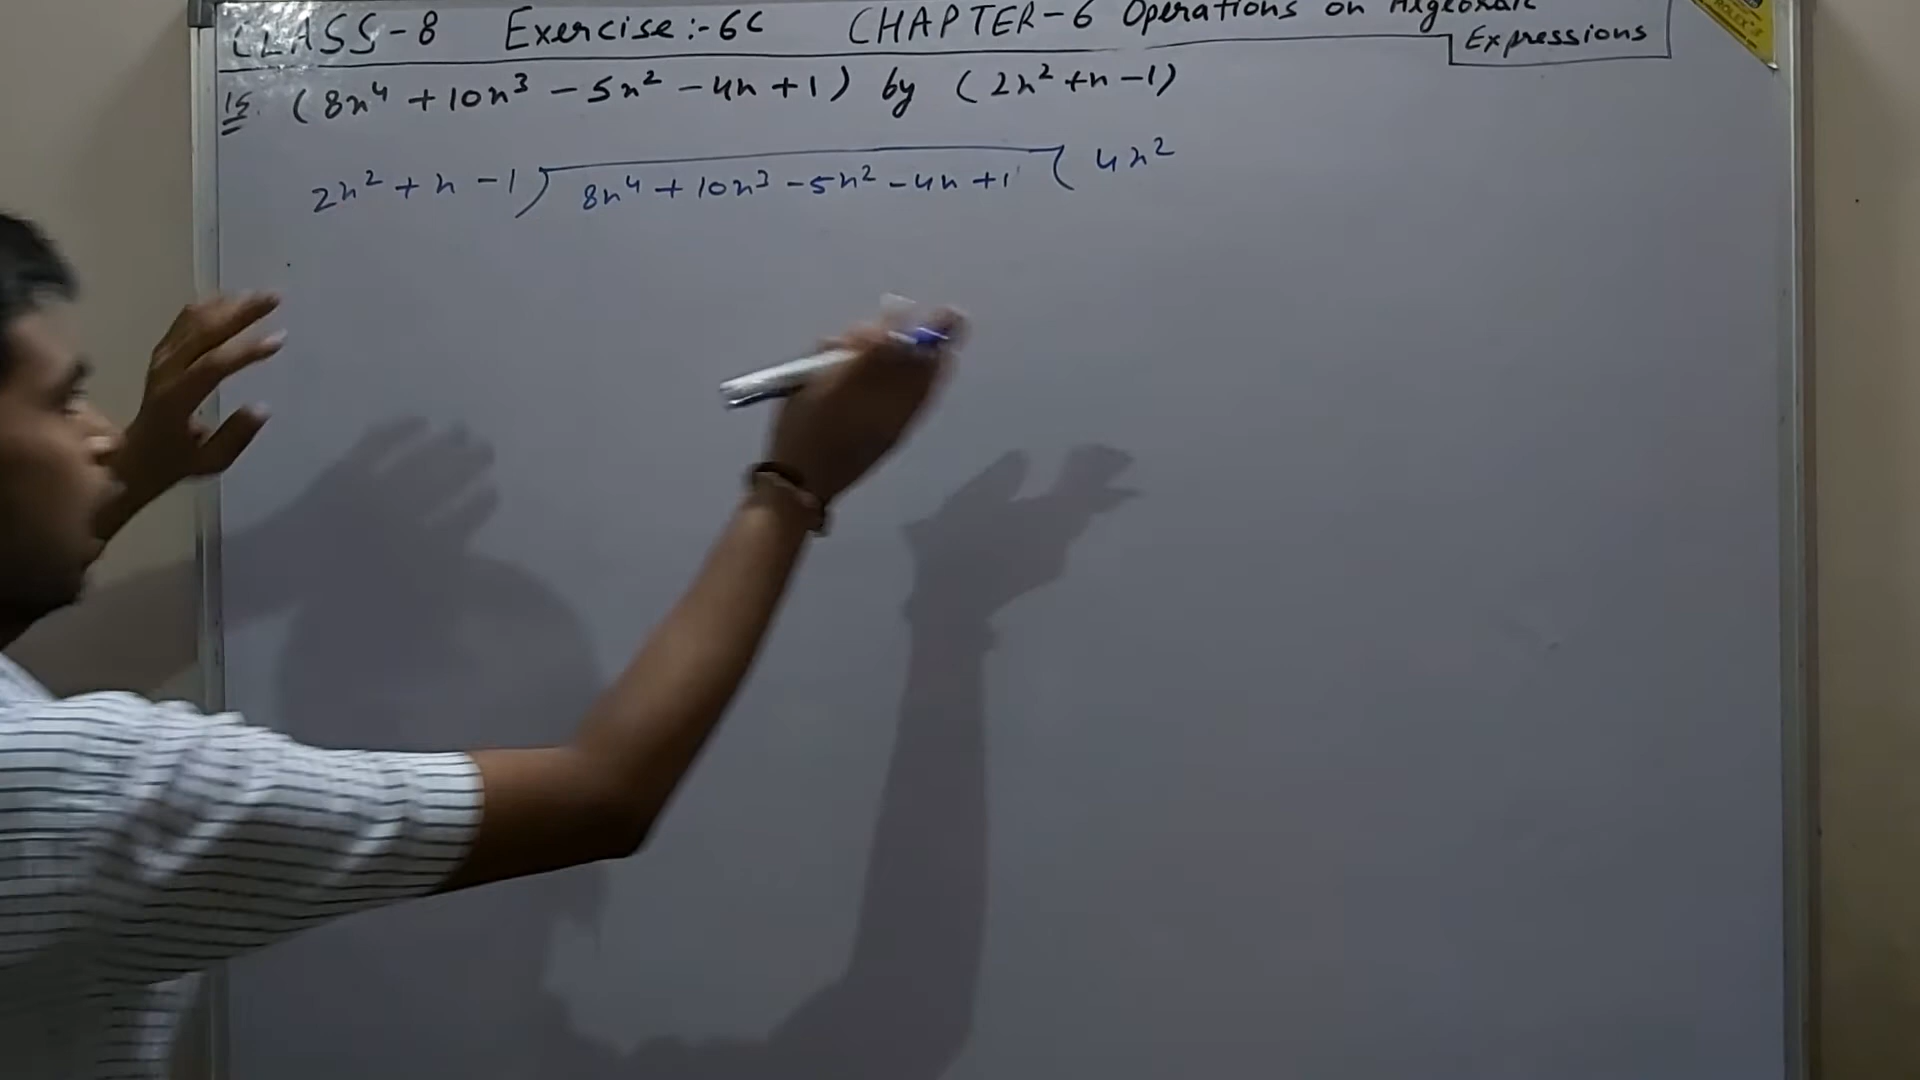 CLASS-8 Exercise:-6C CHAPTER-6 Operations on Algebraic
Expressions
15. (8x⁴ + 10x³ - 5x² - 4x + 1) by (2x² + x - 1)
2x² + x - 1) 8x⁴ + 10x³ - 5x² - 4x + 1 ( 4x²